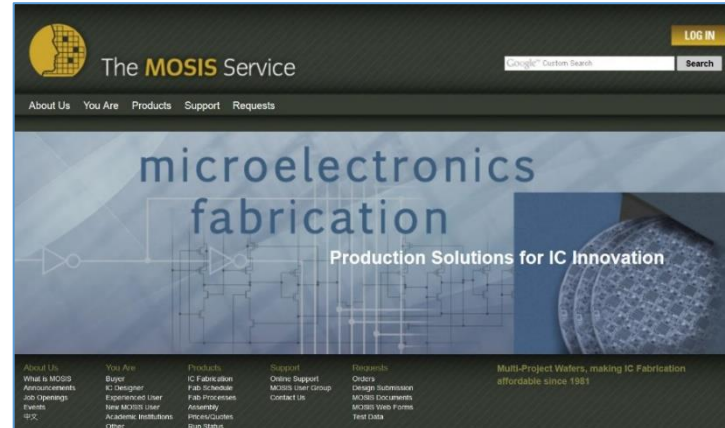 LOG IN
The MOSIS Service
Google™ Custom Search
Search
About Us You Are Products Support Requests
microelectronics
fabrication
Production Solutions for IC Innovation
About Us
What is MOSIS
Announcements
Job Openings
Events
中文
You Are
Buyer
IC Designer
Experienced User
New MOSIS User
Academic Institutions
Other
Products
IC Fabrication
Fab Schedule
Fab Processes
Assembly
Prices/Quotes
Run Status
Support
Online Support
MOSIS User Group
Contact Us
Requests
Orders
Design Submission
MOSIS Documents
MOSIS Web Forms
Test Data
Multi-Project Wafers, making IC Fabrication
affordable since 1981